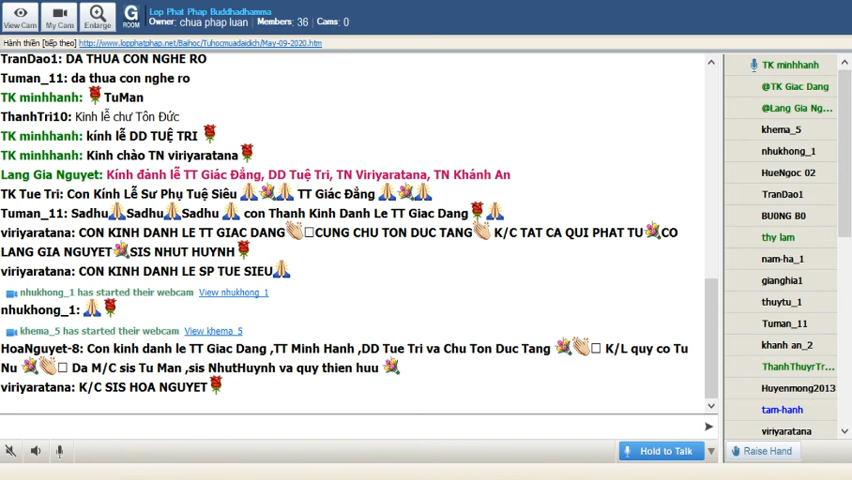 View Cam
My Cam
Enlarge
G
ROOM
Lop Phat Phap Buddhadhamma
Owner: chua phap luan Members: 36 Cams: 0
Hành thiền [tiếp theo] http://www.lopphatphap.net/Baihoc/Tuhocmuadaidich/May-09-2020.htm
TranDao1: DA THUA CON NGHE RO
Tuman_11: da thua con nghe ro
TK minhhanh: 🌹TuMan
ThanhTri10: Kinh lễ chư Tôn Đức
TK minhhanh: kính lễ DD TUỆ TRI 🌹
TK minhhanh: Kinh chào TN viriyaratana🌹
Lang Gia Nguyet: Kính đảnh lễ TT Giác Đẳng, DD Tuệ Tri, TN Viriyaratana, TN Khánh An
TK Tue Tri: Con Kính Lễ Sư Phụ Tuệ Siêu 🙏💐🙏 TT Giác Đẳng 🙏💐🙏
Tuman_11: Sadhu🙏Sadhu🙏Sadhu 🙏 con Thanh Kinh Danh Le TT Giac Dang🌹🙏
viriyaratana: CON KINH DANH LE TT GIAC DANG👏□CUNG CHU TON DUC TANG👏 K/C TAT CA QUI PHAT TU💐CO
LANG GIA NGUYET💐SIS NHUT HUYNH🌹
viriyaratana: CON KINH DANH LE SP TUE SIEU🙏
nhukhong_1 has started their webcam View nhukhong_1
nhukhong_1: 🙏🌹
khema_5 has started their webcam View khema_5
HoaNguyet-8: Con kinh danh le TT Giac Dang ,TT Minh Hanh ,DD Tue Tri va Chu Ton Duc Tang 💐👏□ K/L quy co Tu
Nu 💐👏□ Da M/C sis Tu Man ,sis NhutHuynh va quy thien huu 💐
viriyaratana: K/C SIS HOA NGUYET🌹
Hold to Talk
TK minhhanh
@TK Giac Dang
@Lang Gia Ng...
khema_5
nhukhong_1
HueNgoc 02
TranDao1
BU0NG B0
thy lam
nam-ha_1
gianghia1
thuytu_1
Tuman_11
khanh an_2
ThanhThuyrTr...
Huyenmong2013
tam-hanh
viriyaratana
Raise Hand